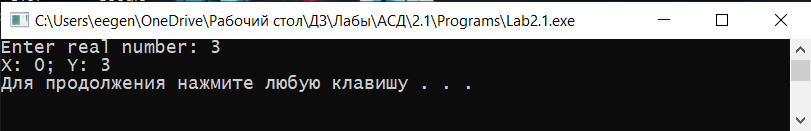 C:\Users\eegen\OneDrive\Рабочий стол\ДЗ\Лабы\АСД\2.1\Programs\Lab2.1.exe
Enter real number: 3
X: 0; Y: 3
Для продолжения нажмите любую клавишу . . .